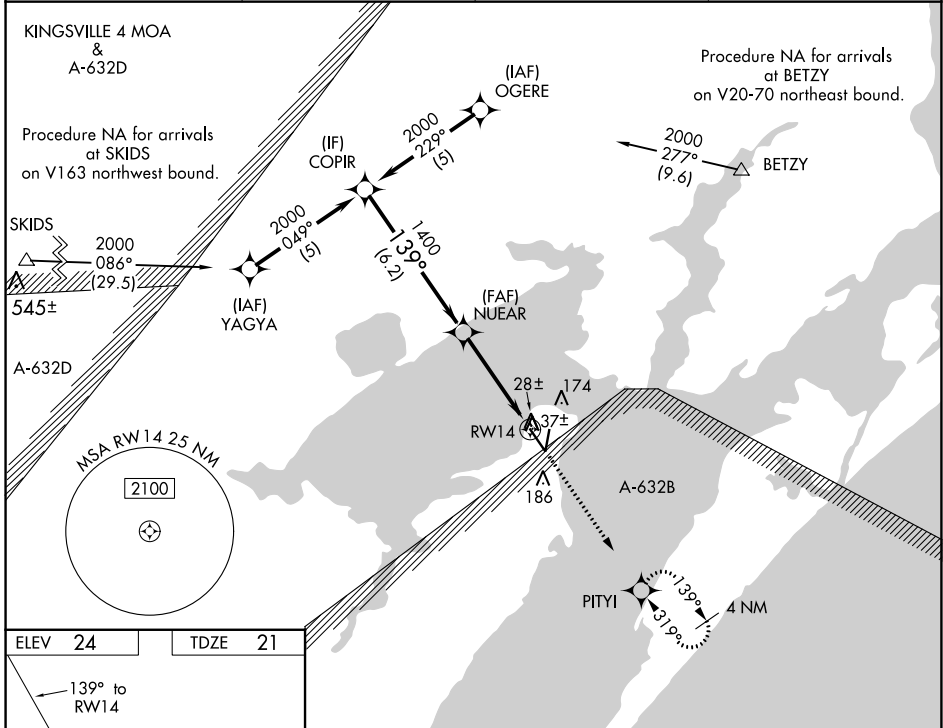 KINGSVILLE 4 MOA
&
A-632D
Procedure NA for arrivals
at SKIDS
on V163 northwest bound.
Procedure NA for arrivals
at BETZY
on V20-70 northeast bound.
(IAF)
OGERE
2000
229°
(5)
(IF)
COPIR
2000
277°
(9.6)
BETZY
SKIDS
2000
086°
(29.5)
545±
2000
049°
(5)
(IAF)
YAGYA
1400
139°
(6.2)
(FAF)
NUEAR
A-632D
28±
174
RW14
37±
186
A-632B
MSA RW14 25 NM
2100
PITYI
139°
319°
4 NM
ELEV 24
TDZE 21
139° to
RW14